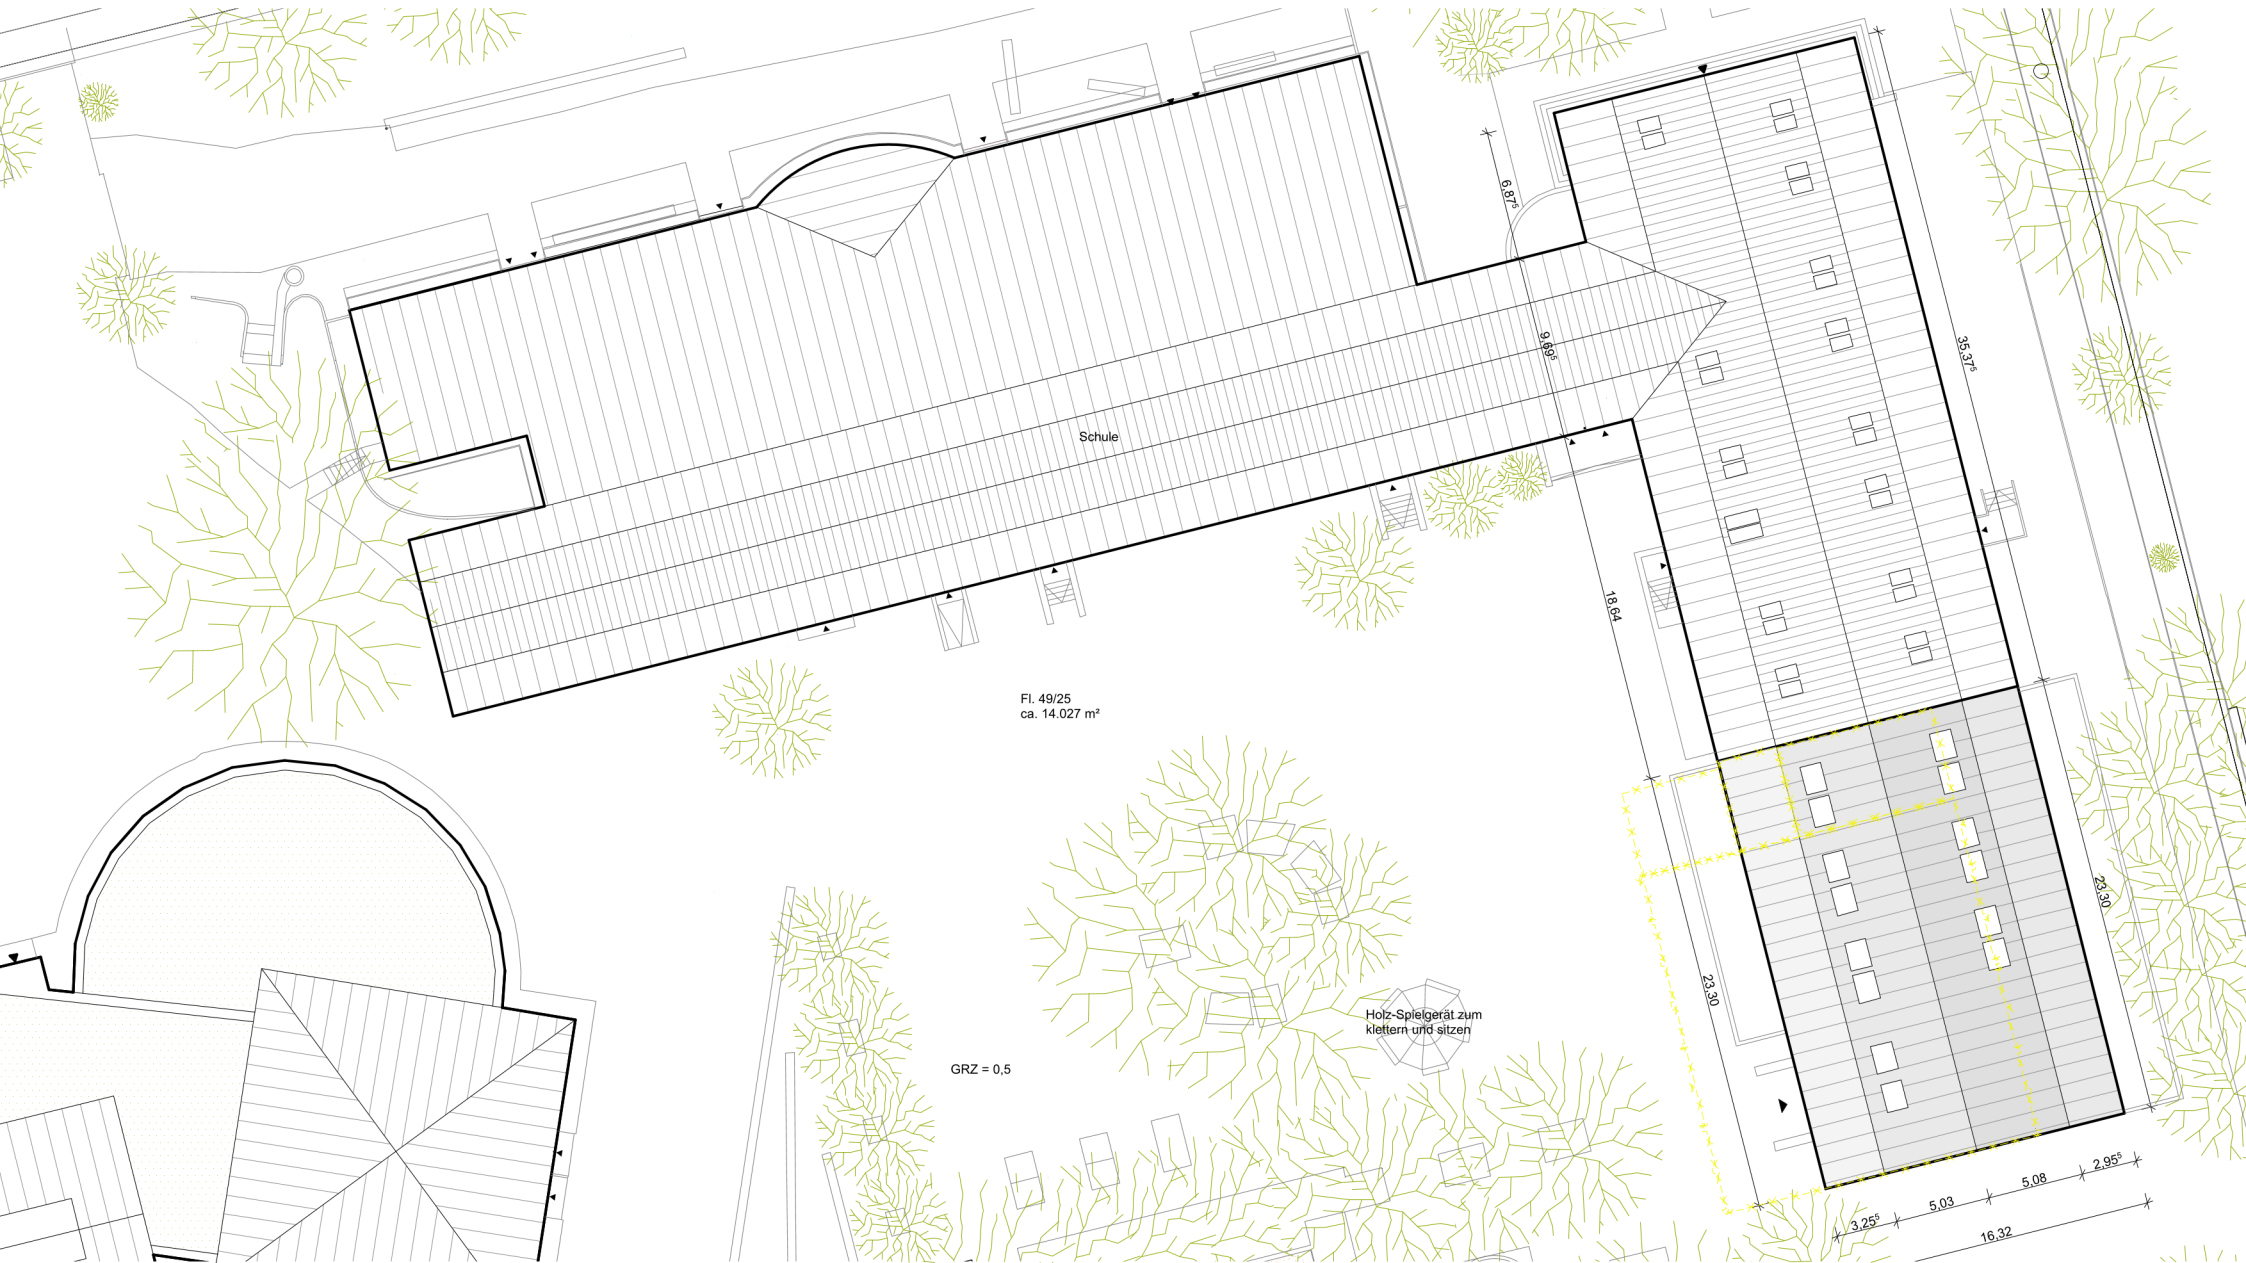 6,87⁵
9,69⁵
35,37⁵
Schule
18,64
Fl. 49/25
ca. 14.027 m²
23,30
23,30
Holz-Spielgerät zum
klettern und sitzen
GRZ = 0,5
3,25⁵
5,03
5,08
2,95⁵
16,32